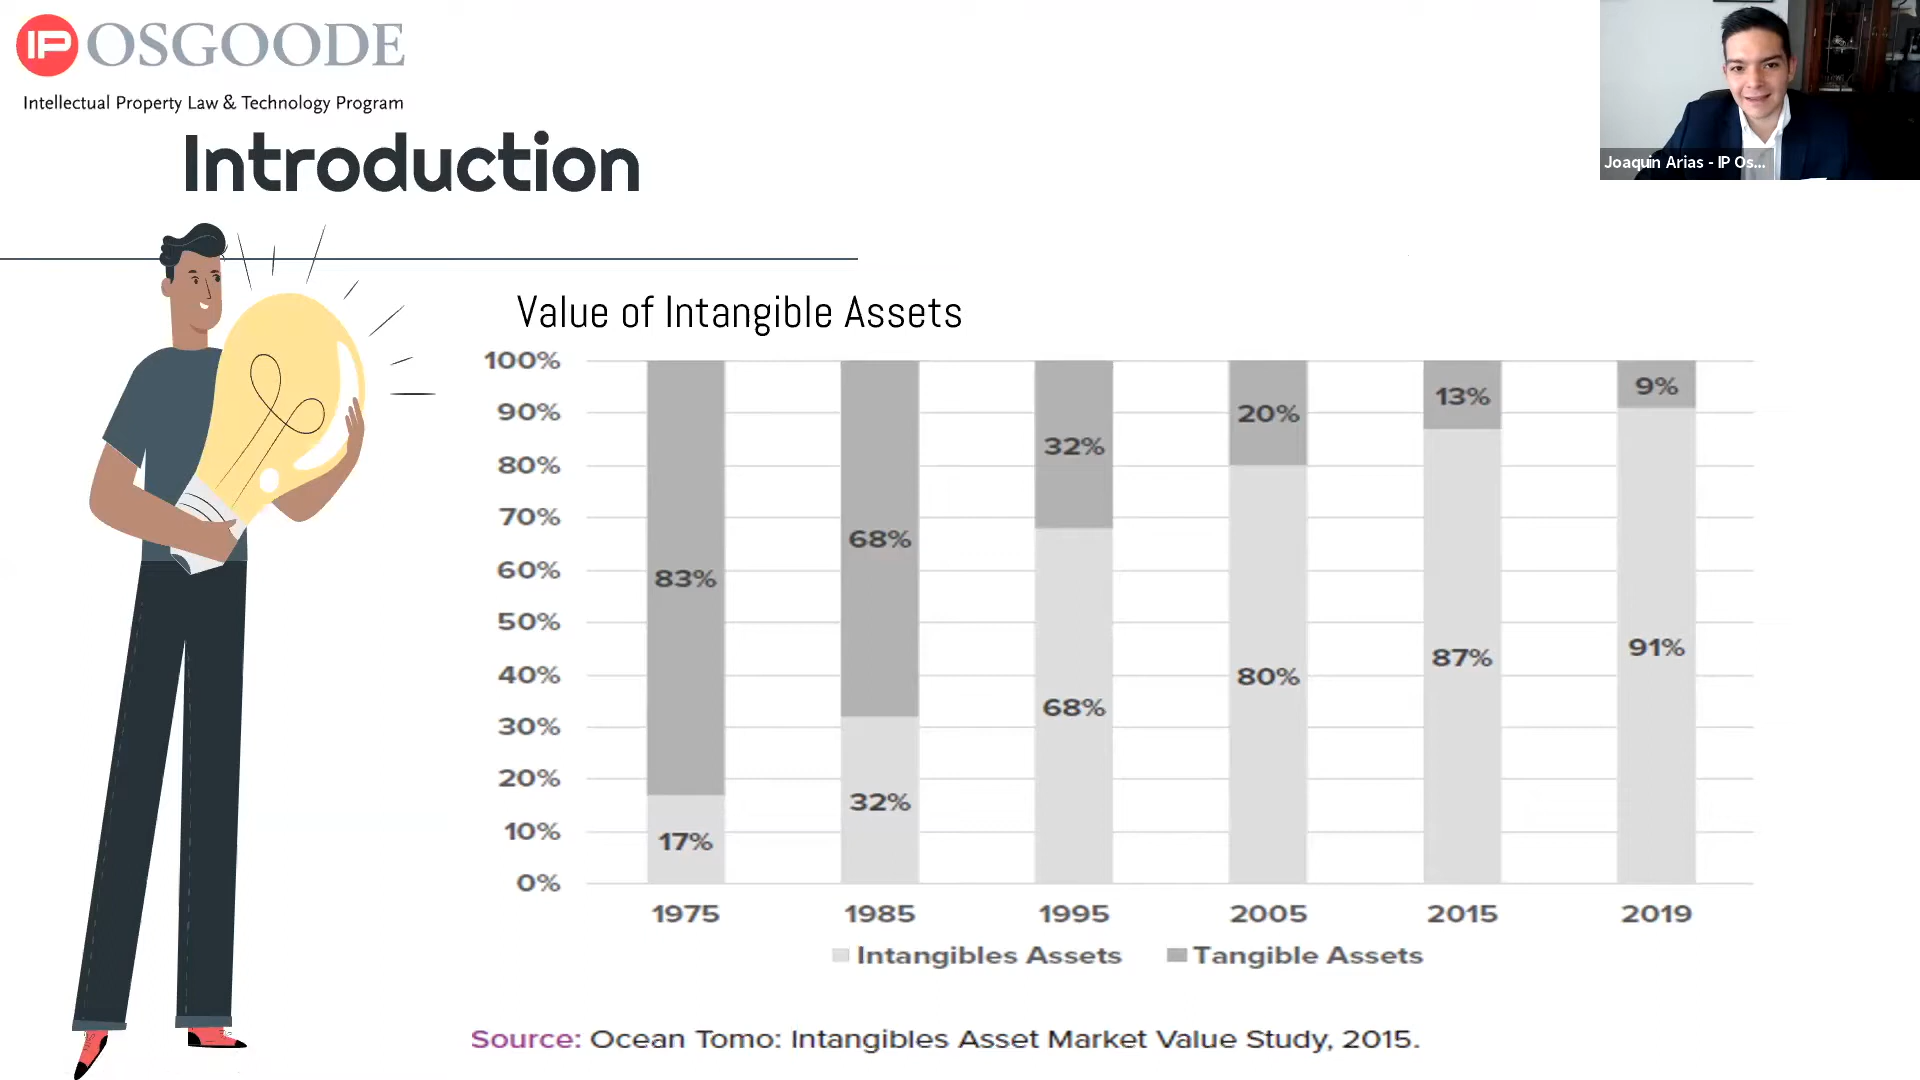 IP OSGOODE
Intellectual Property Law & Technology Program
Joaquin Arias - IP Os...
Introduction
Value of Intangible Assets
100%
90%
80%
70%
60%
50%
40%
30%
20%
10%
0%
83%
17%
68%
32%
32%
68%
20%
80%
13%
87%
9%
91%
1975 1985 1995 2005 2015 2019
Intangibles Assets Tangible Assets
Source: Ocean Tomo: Intangibles Asset Market Value Study, 2015.